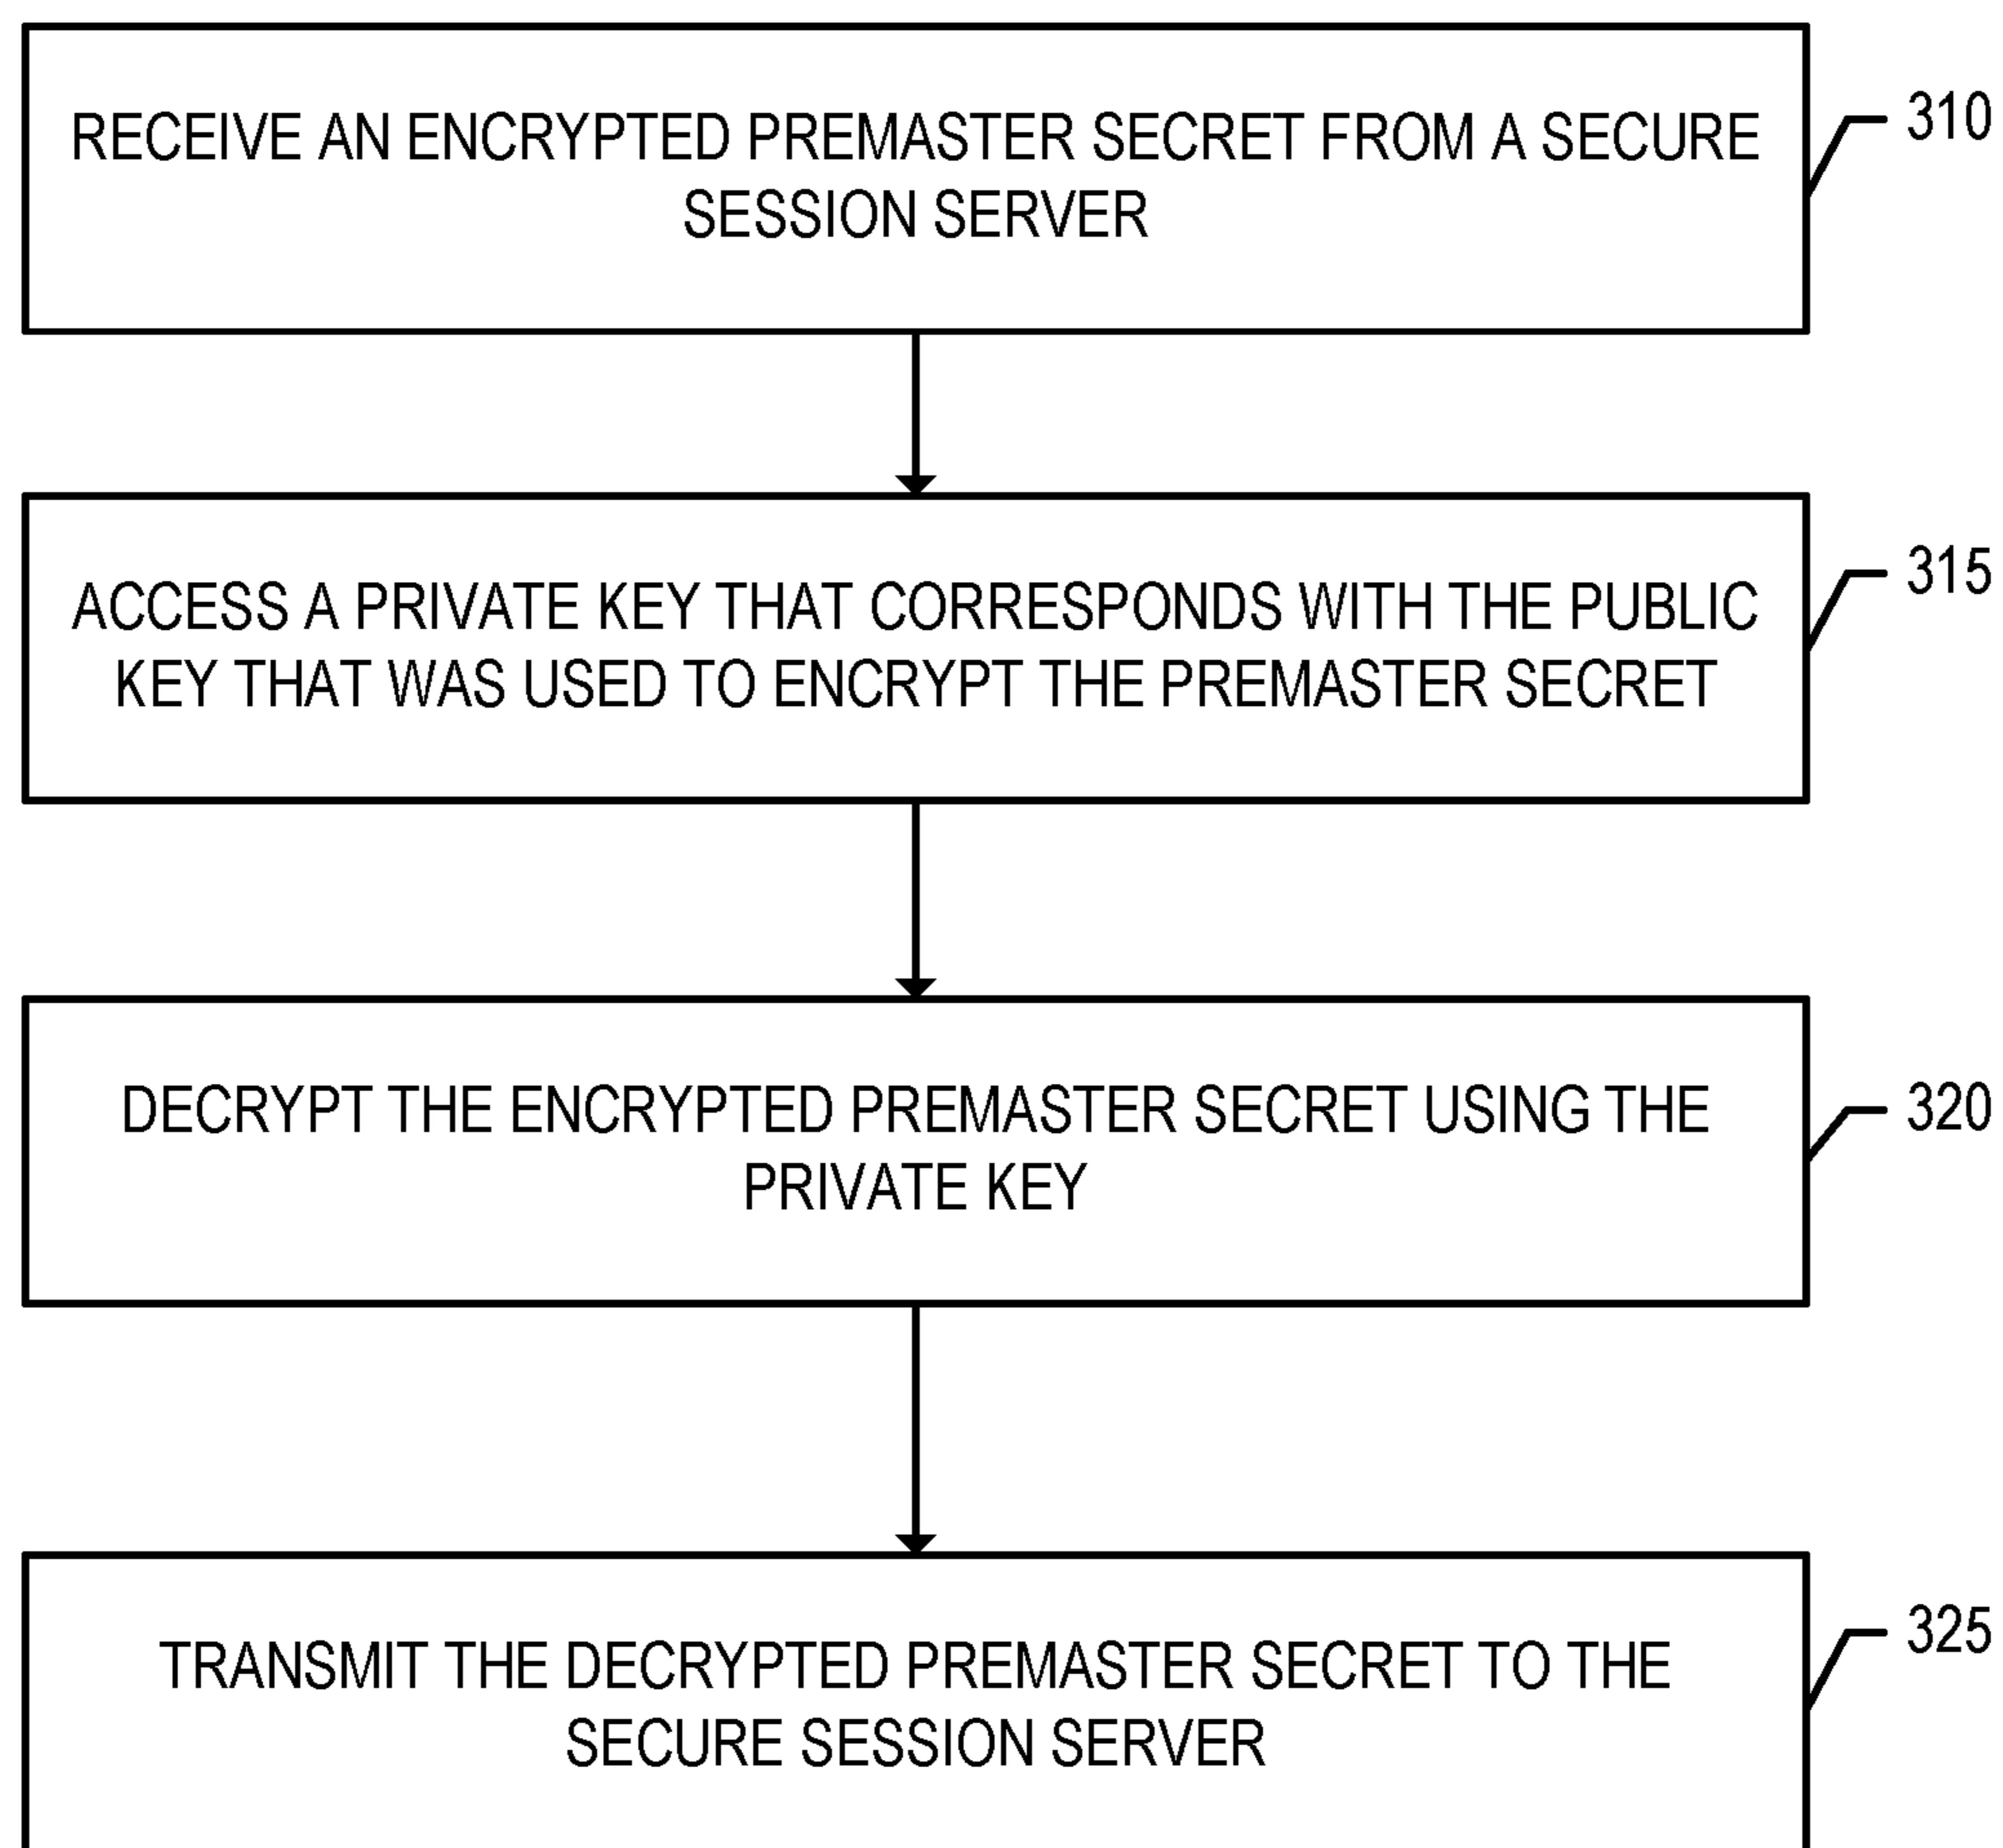 RECEIVE AN ENCRYPTED PREMASTER SECRET FROM A SECURE
SESSION SERVER
310
ACCESS A PRIVATE KEY THAT CORRESPONDS WITH THE PUBLIC
KEY THAT WAS USED TO ENCRYPT THE PREMASTER SECRET
315
DECRYPT THE ENCRYPTED PREMASTER SECRET USING THE
PRIVATE KEY
320
TRANSMIT THE DECRYPTED PREMASTER SECRET TO THE
SECURE SESSION SERVER
325